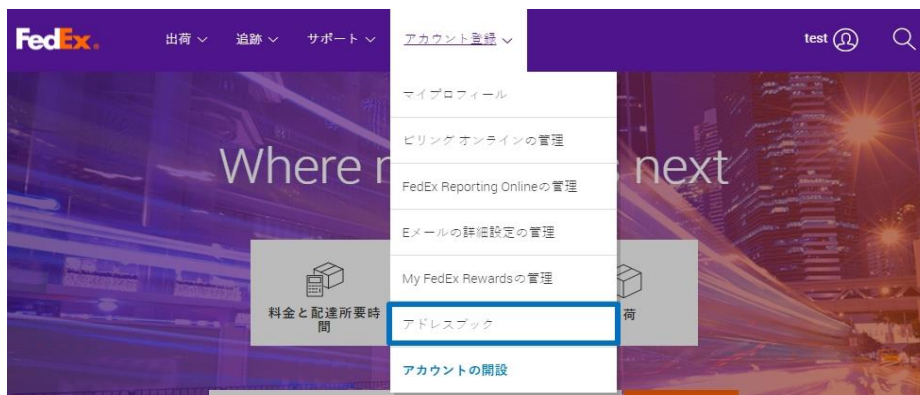 FedEx.
出荷
追跡
サポート
アカウント登録
test
マイプロフィール
ビリング オンラインの管理
Where n
next
FedEx Reporting Onlineの管理
Eメールの詳細設定の管理
My FedEx Rewardsの管理
料金と配達所要時
間
荷
アドレスブック
アカウントの開設